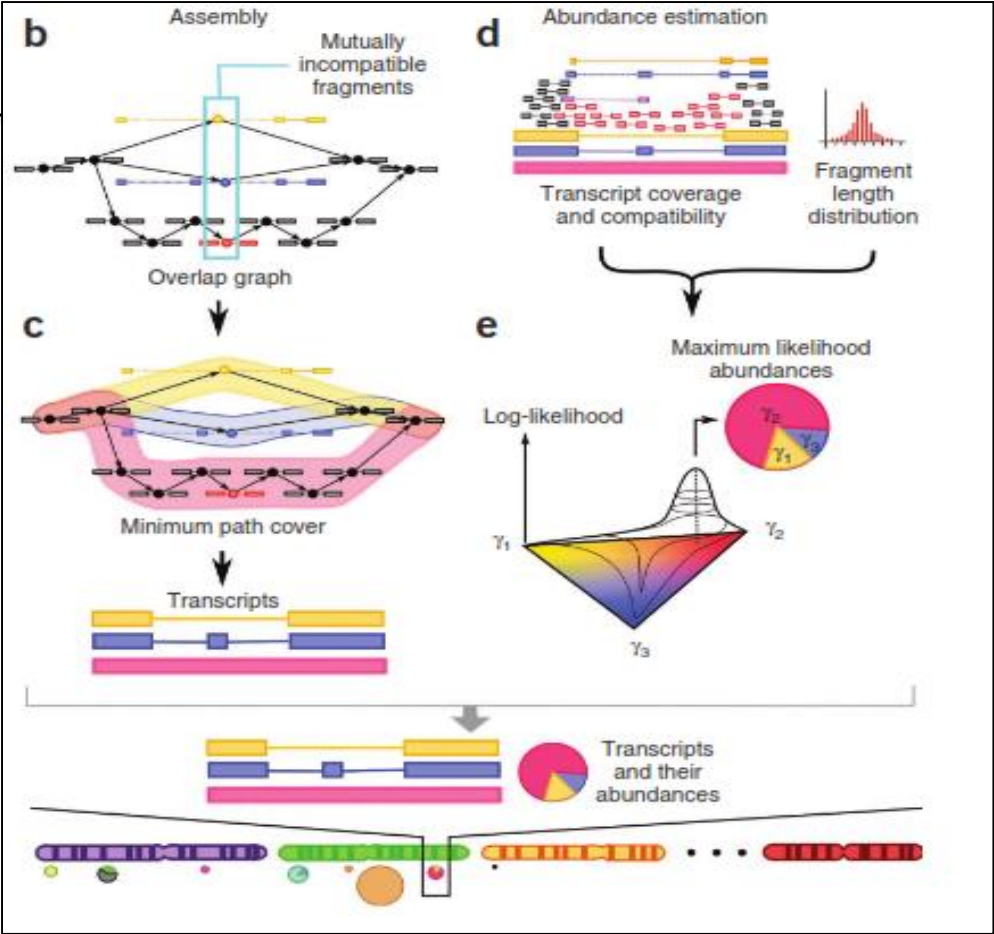 b
Assembly
Mutually
incompatible
fragments
Overlap graph
c
Minimum path cover
Transcripts
d
Abundance estimation
Transcript coverage
and compatibility
Fragment
length
distribution
e
Maximum likelihood
abundances
Log-likelihood
γ2
γ3
γ1
γ1
γ2
γ3
Transcripts
and their
abundances